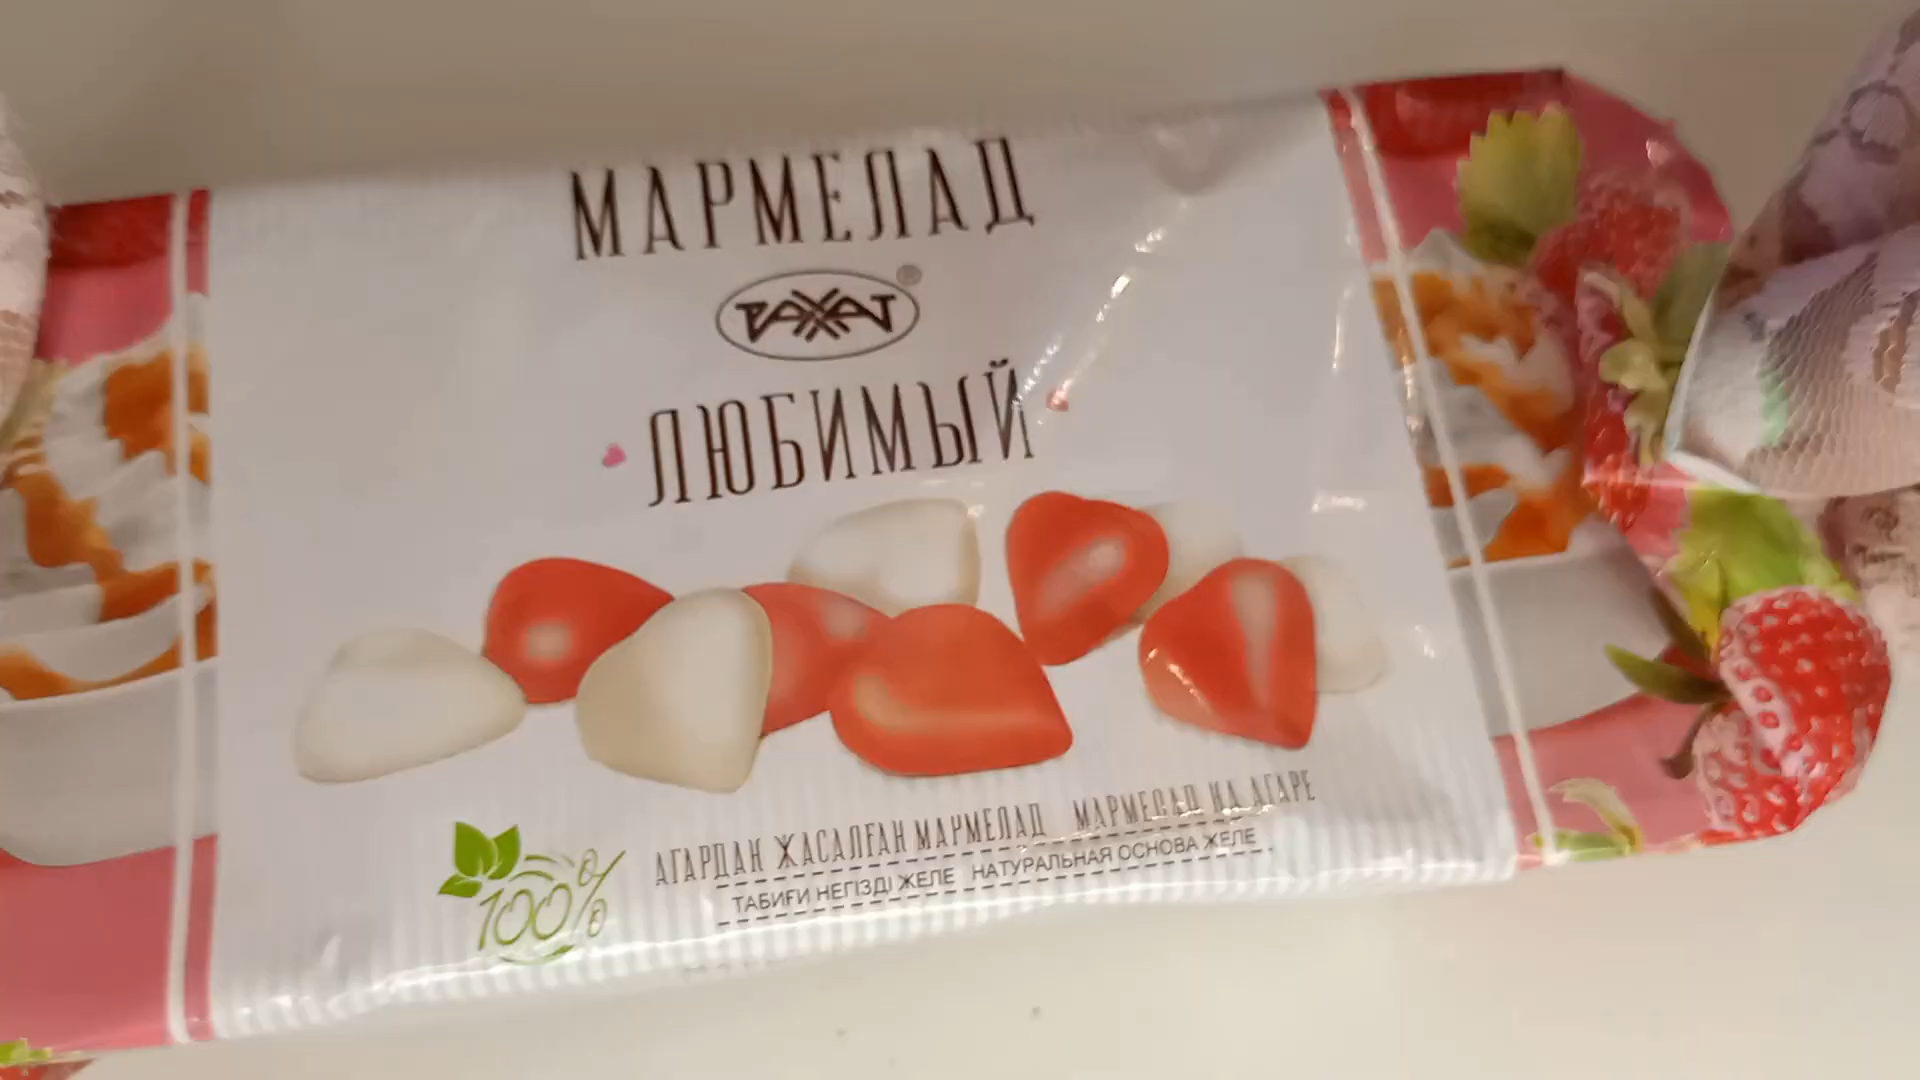 МАРМЕЛАД
РАХАТ®
ЛЮБИМЫЙ
АГАРДАН ЖАСАЛҒАН МАРМЕЛАД МАРМЕЛАД НА АГАРЕ
ТАБИҒИ НЕГІЗДІ ЖЕЛЕ НАТУРАЛЬНАЯ ОСНОВА ЖЕЛЕ
100%